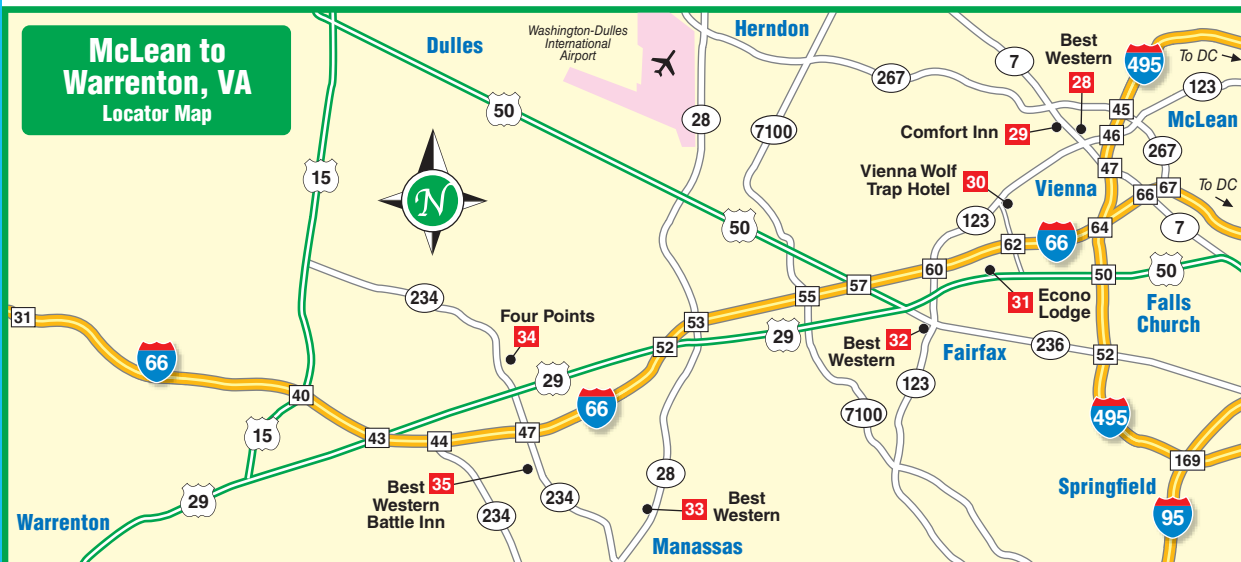 McLean to
Warrenton, VA
Locator Map
Dulles
Washington-Dulles
International
Airport
Herndon
Best
Western
28
495
To DC
7
267
123
45
McLean
50
28
7100
Comfort Inn
29
46
267
15
Vienna Wolf
Trap Hotel
30
47
Vienna
66
67
To DC
N
50
123
62
66
64
7
234
60
50
50
31
Econo
Lodge
Falls
Church
57
55
31
Four Points
34
53
29
52
Best
Western
32
Fairfax
236
52
66
29
123
40
66
7100
495
15
43
44
47
169
Best
Western
Battle Inn
35
28
Springfield
29
234
234
33
Best
Western
95
Warrenton
Manassas